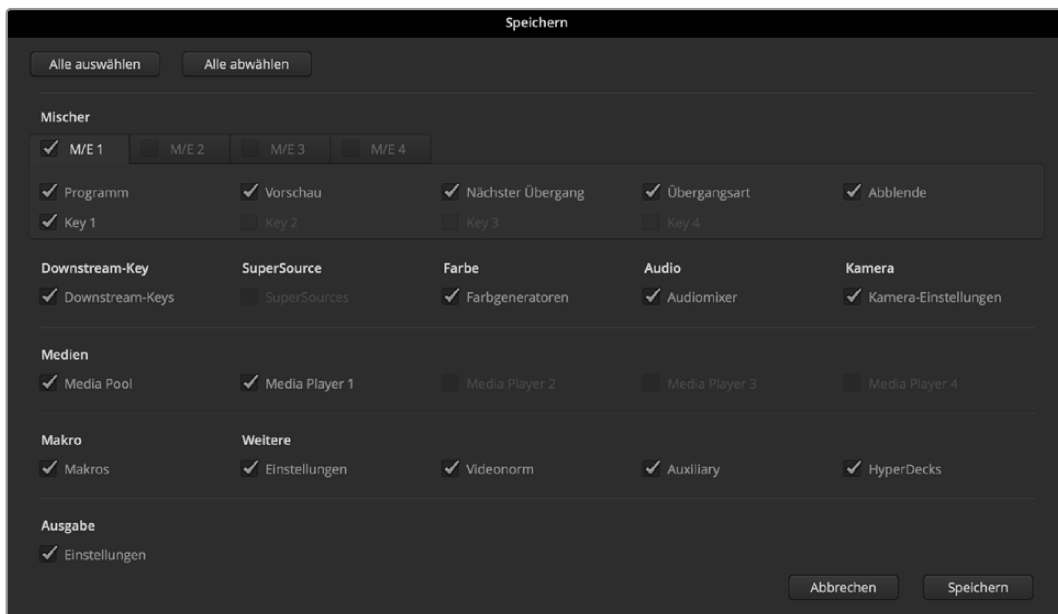 Speichern
Alle auswählen Alle abwählen
Mischer
M/E 1 M/E 2 M/E 3 M/E 4
Programm Vorschau Nächster Übergang Übergangsart Abblende
Key 1 Key 2 Key 3 Key 4
Downstream-Key SuperSource Farbe Audio Kamera
Downstream-Keys SuperSources Farbgeneratoren Audiomixer Kamera-Einstellungen
Medien
Media Pool Media Player 1 Media Player 2 Media Player 3 Media Player 4
Makro Weitere
Makros Einstellungen Videonorm Auxiliary HyperDecks
Ausgabe
Einstellungen
Abbrechen Speichern